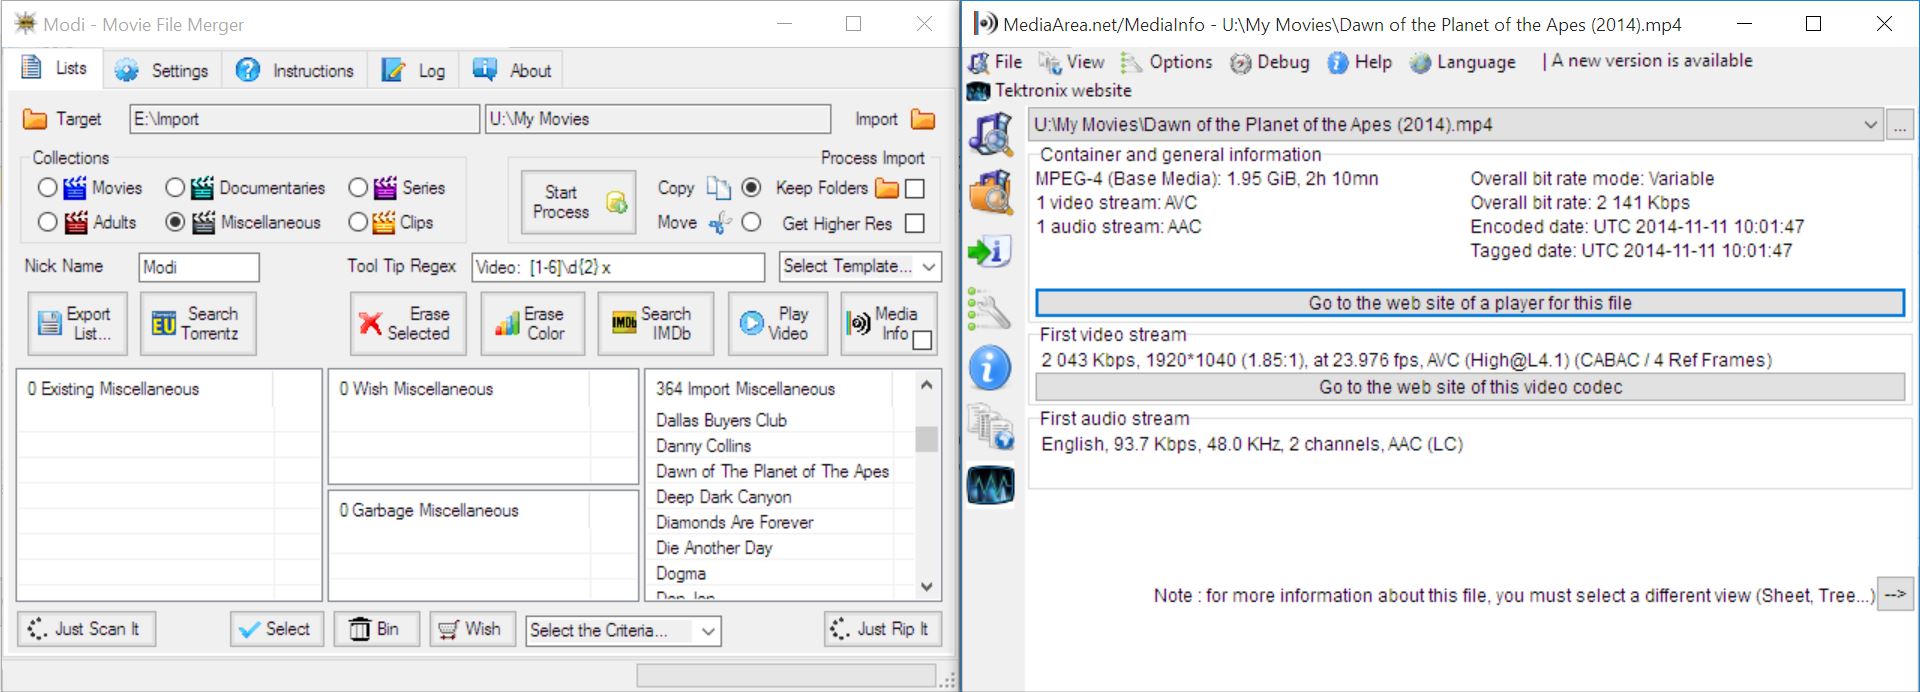 Modi - Movie File Merger
Lists Settings Instructions Log About
Target E:\Import U:\My Movies Import
Collections
Movies Documentaries Series
Adults Miscellaneous Clips
Process Import
Start Process
Copy Keep Folders
Move Get Higher Res
Nick Name Modi Tool Tip Regex Video: [1-6]\d{2} x Select Template...
Export List...
Search Torrentz
Erase Selected
Erase Color
IMDb Search IMDb
Play Video
Media Info
0 Existing Miscellaneous
0 Wish Miscellaneous
0 Garbage Miscellaneous
364 Import Miscellaneous
Dallas Buyers Club
Danny Collins
Dawn of The Planet of The Apes
Deep Dark Canyon
Diamonds Are Forever
Die Another Day
Dogma
Just Scan It Select Bin Wish Select the Criteria... Just Rip It
MediaArea.net/MediaInfo - U:\My Movies\Dawn of the Planet of the Apes (2014).mp4
File View Options Debug Help Language | A new version is available
Tektronix website
U:\My Movies\Dawn of the Planet of the Apes (2014).mp4 ...
Container and general information
MPEG-4 (Base Media): 1.95 GiB, 2h 10mn
1 video stream: AVC
1 audio stream: AAC
Overall bit rate mode: Variable
Overall bit rate: 2 141 Kbps
Encoded date: UTC 2014-11-11 10:01:47
Tagged date: UTC 2014-11-11 10:01:47
Go to the web site of a player for this file
First video stream
2 043 Kbps, 1920*1040 (1.85:1), at 23.976 fps, AVC (High@L4.1) (CABAC / 4 Ref Frames)
Go to the web site of this video codec
First audio stream
English, 93.7 Kbps, 48.0 KHz, 2 channels, AAC (LC)
Note : for more information about this file, you must select a different view (Sheet, Tree...) -->